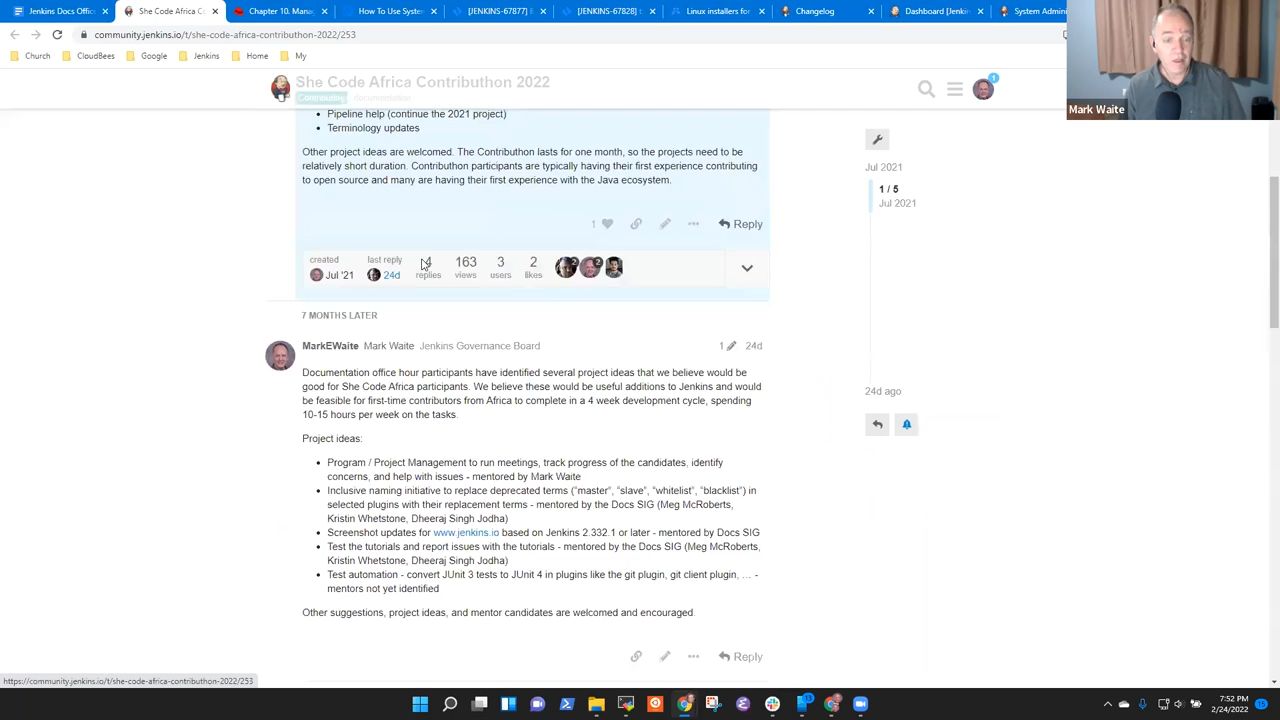 Jenkins Docs Offic
She Code Africa C
Chapter 10. Manag
How To Use System
[JENKINS-67877] E
[JENKINS-67828] b
Linux installers for
Changelog
Dashboard [Jenkin
System Admini
community.jenkins.io/t/she-code-africa-contributhon-2022/253
Church
CloudBees
Google
Jenkins
Home
My
Mark Waite
She Code Africa Contributhon 2022
1
Contributing documentation
Pipeline help (continue the 2021 project)
Terminology updates
Other project ideas are welcomed. The Contributhon lasts for one month, so the projects need to be
relatively short duration. Contributhon participants are typically having their first experience contributing
to open source and many are having their first experience with the Java ecosystem.
1
Reply
Jul 2021
1 / 5
Jul 2021
24d ago
created
Jul '21
last reply
24d
4
replies
163
views
3
users
2
likes
2
2
7 MONTHS LATER
MarkEWaite Mark Waite Jenkins Governance Board
1
24d
Documentation office hour participants have identified several project ideas that we believe would be
good for She Code Africa participants. We believe these would be useful additions to Jenkins and would
be feasible for first-time contributors from Africa to complete in a 4 week development cycle, spending
10-15 hours per week on the tasks.
Project ideas:
Program / Project Management to run meetings, track progress of the candidates, identify
concerns, and help with issues - mentored by Mark Waite
Inclusive naming initiative to replace deprecated terms (“master”, “slave”, “whitelist”, “blacklist”) in
selected plugins with their replacement terms - mentored by the Docs SIG (Meg McRoberts,
Kristin Whetstone, Dheeraj Singh Jodha)
Screenshot updates for www.jenkins.io based on Jenkins 2.332.1 or later - mentored by Docs SIG
Test the tutorials and report issues with the tutorials - mentored by the Docs SIG (Meg McRoberts,
Kristin Whetstone, Dheeraj Singh Jodha)
Test automation - convert JUnit 3 tests to JUnit 4 in plugins like the git plugin, git client plugin, … -
mentors not yet identified
Other suggestions, project ideas, and mentor candidates are welcomed and encouraged.
Reply
https://community.jenkins.io/t/she-code-africa-contributhon-2022/253
7:52 PM
2/24/2022